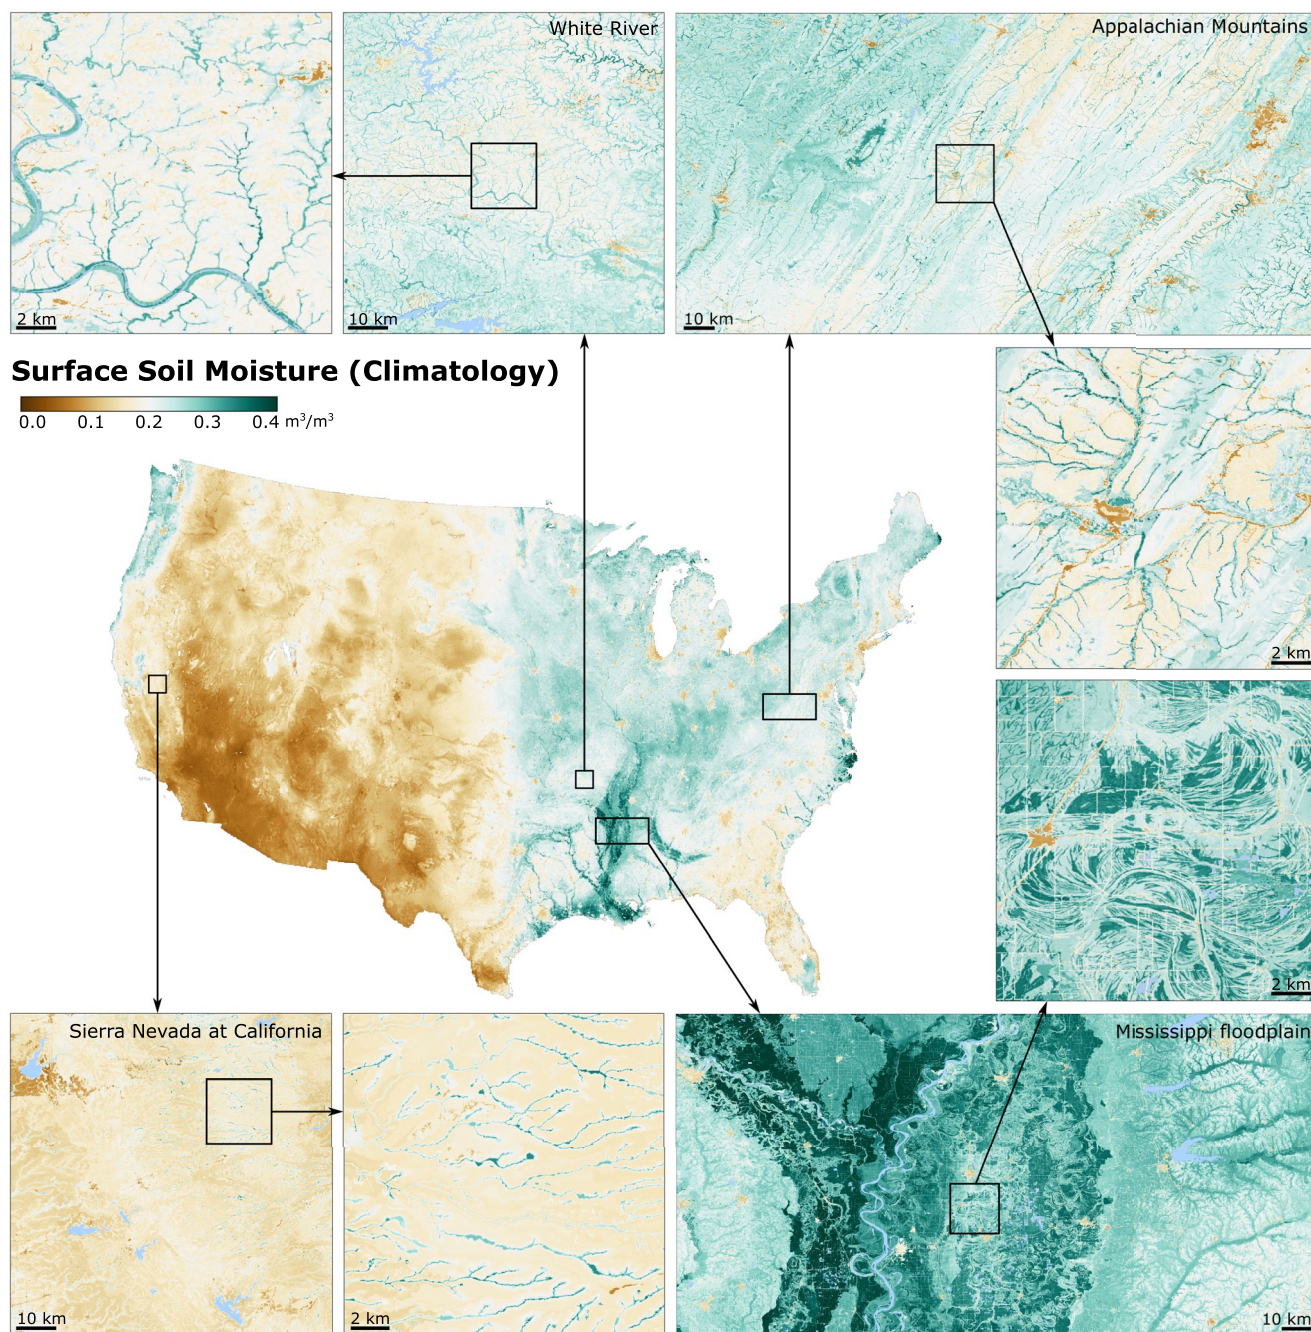 White River
Appalachian Mountains
2 km
10 km
10 km
Surface Soil Moisture (Climatology)
0.0 0.1 0.2 0.3 0.4 m³/m³
2 km
2 km
Sierra Nevada at California
Mississippi floodplain
10 km
2 km
10 km